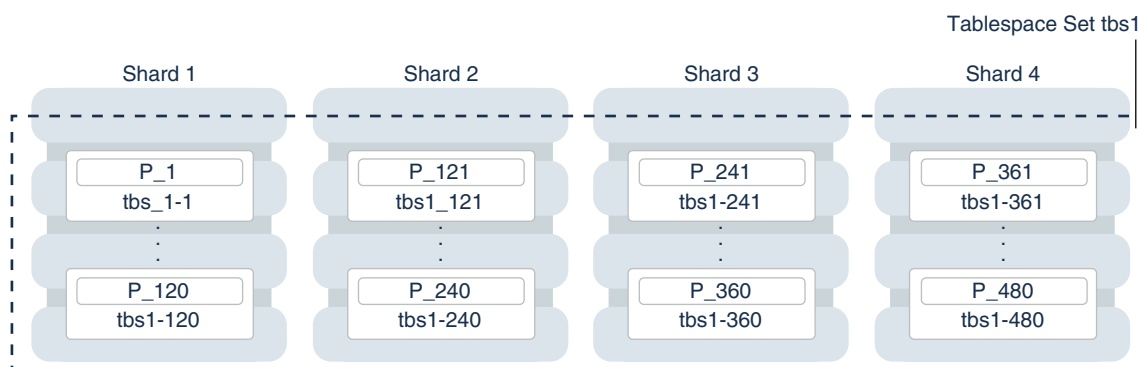 Tablespace Set tbs1
Shard 1
Shard 2
Shard 3
Shard 4
P_1
tbs_1-1
P_121
tbs1_121
P_241
tbs1-241
P_361
tbs1-361
P_120
tbs1-120
P_240
tbs1-240
P_360
tbs1-360
P_480
tbs1-480